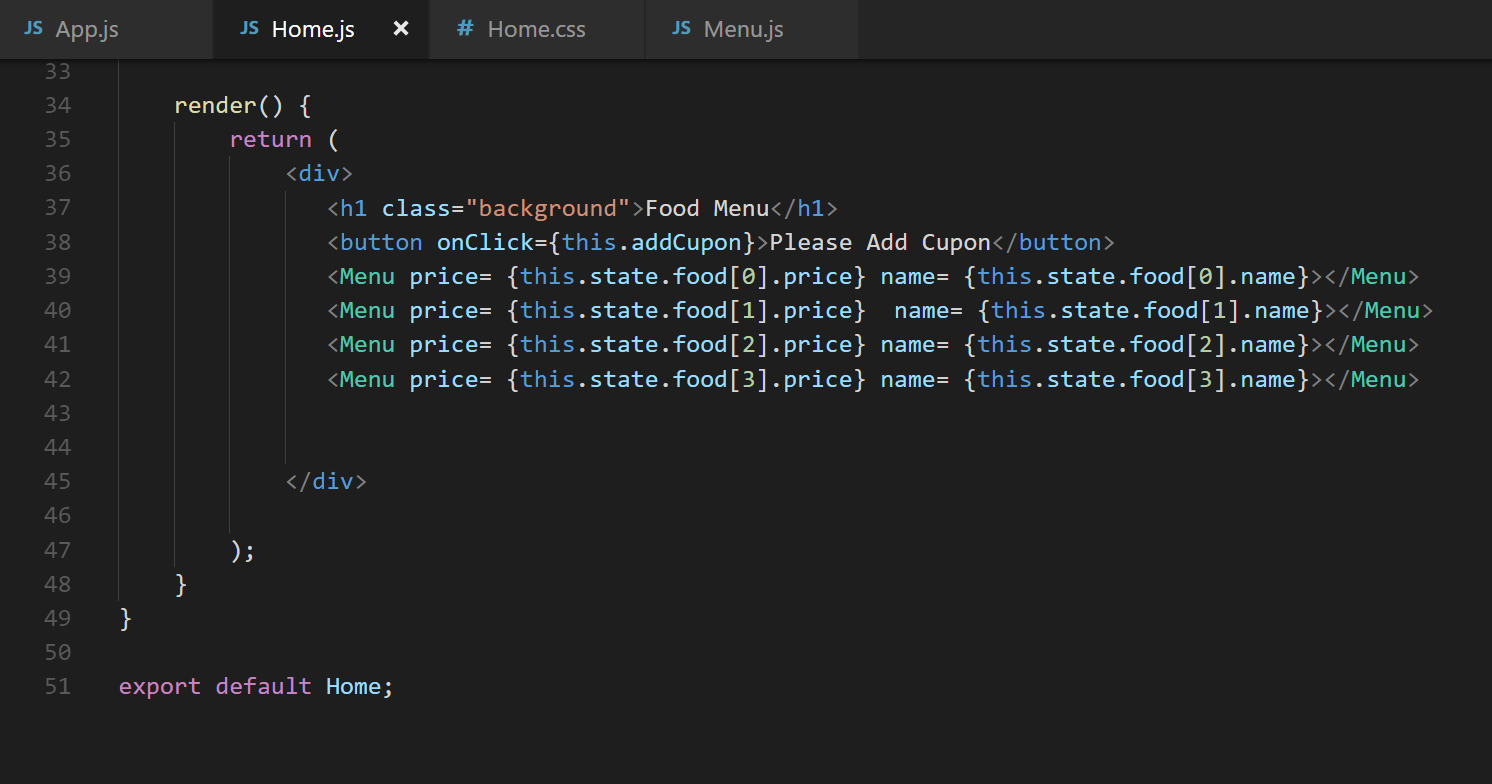 JS App.js JS Home.js × # Home.css JS Menu.js
33
34 render() {
35 return (
36 <div>
37 <h1 class="background">Food Menu</h1>
38 <button onClick={this.addCupon}>Please Add Cupon</button>
39 <Menu price= {this.state.food[0].price} name= {this.state.food[0].name}></Menu>
40 <Menu price= {this.state.food[1].price}  name= {this.state.food[1].name}></Menu>
41 <Menu price= {this.state.food[2].price} name= {this.state.food[2].name}></Menu>
42 <Menu price= {this.state.food[3].price} name= {this.state.food[3].name}></Menu>
43
44
45 </div>
46
47 );
48 }
49 }
50
51 export default Home;